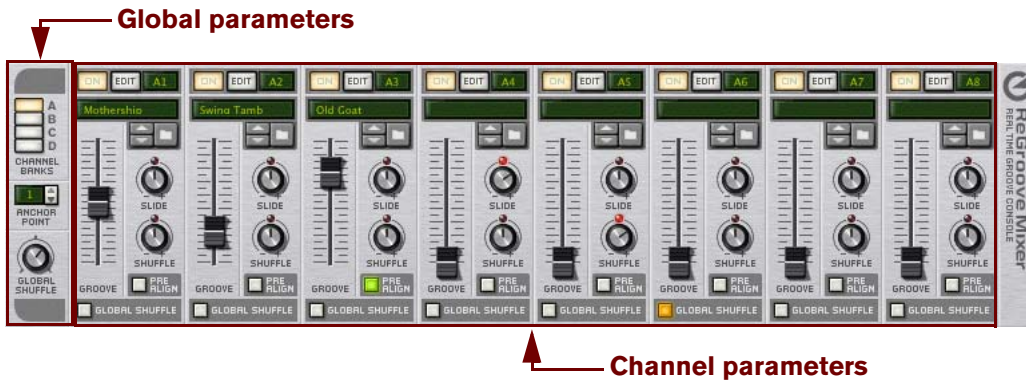 Global parameters
ON EDIT A1 ON EDIT A2 ON EDIT A3 ON EDIT A4 ON EDIT A5 ON EDIT A6 ON EDIT A7 ON EDIT A8
Mothership Swing Tamb Old Goat
A
B
C
D
CHANNEL
BANKS
1
ANCHOR
POINT
GLOBAL
SHUFFLE
SLIDE SLIDE SLIDE SLIDE SLIDE SLIDE SLIDE SLIDE
SHUFFLE SHUFFLE SHUFFLE SHUFFLE SHUFFLE SHUFFLE SHUFFLE SHUFFLE
GROOVE PRE ALIGN GROOVE PRE ALIGN GROOVE PRE ALIGN GROOVE PRE ALIGN GROOVE PRE ALIGN GROOVE PRE ALIGN GROOVE PRE ALIGN GROOVE PRE ALIGN
GLOBAL SHUFFLE GLOBAL SHUFFLE GLOBAL SHUFFLE GLOBAL SHUFFLE GLOBAL SHUFFLE GLOBAL SHUFFLE GLOBAL SHUFFLE GLOBAL SHUFFLE
ReGroove Mixer
REAL TIME GROOVE CONSOLE
Channel parameters